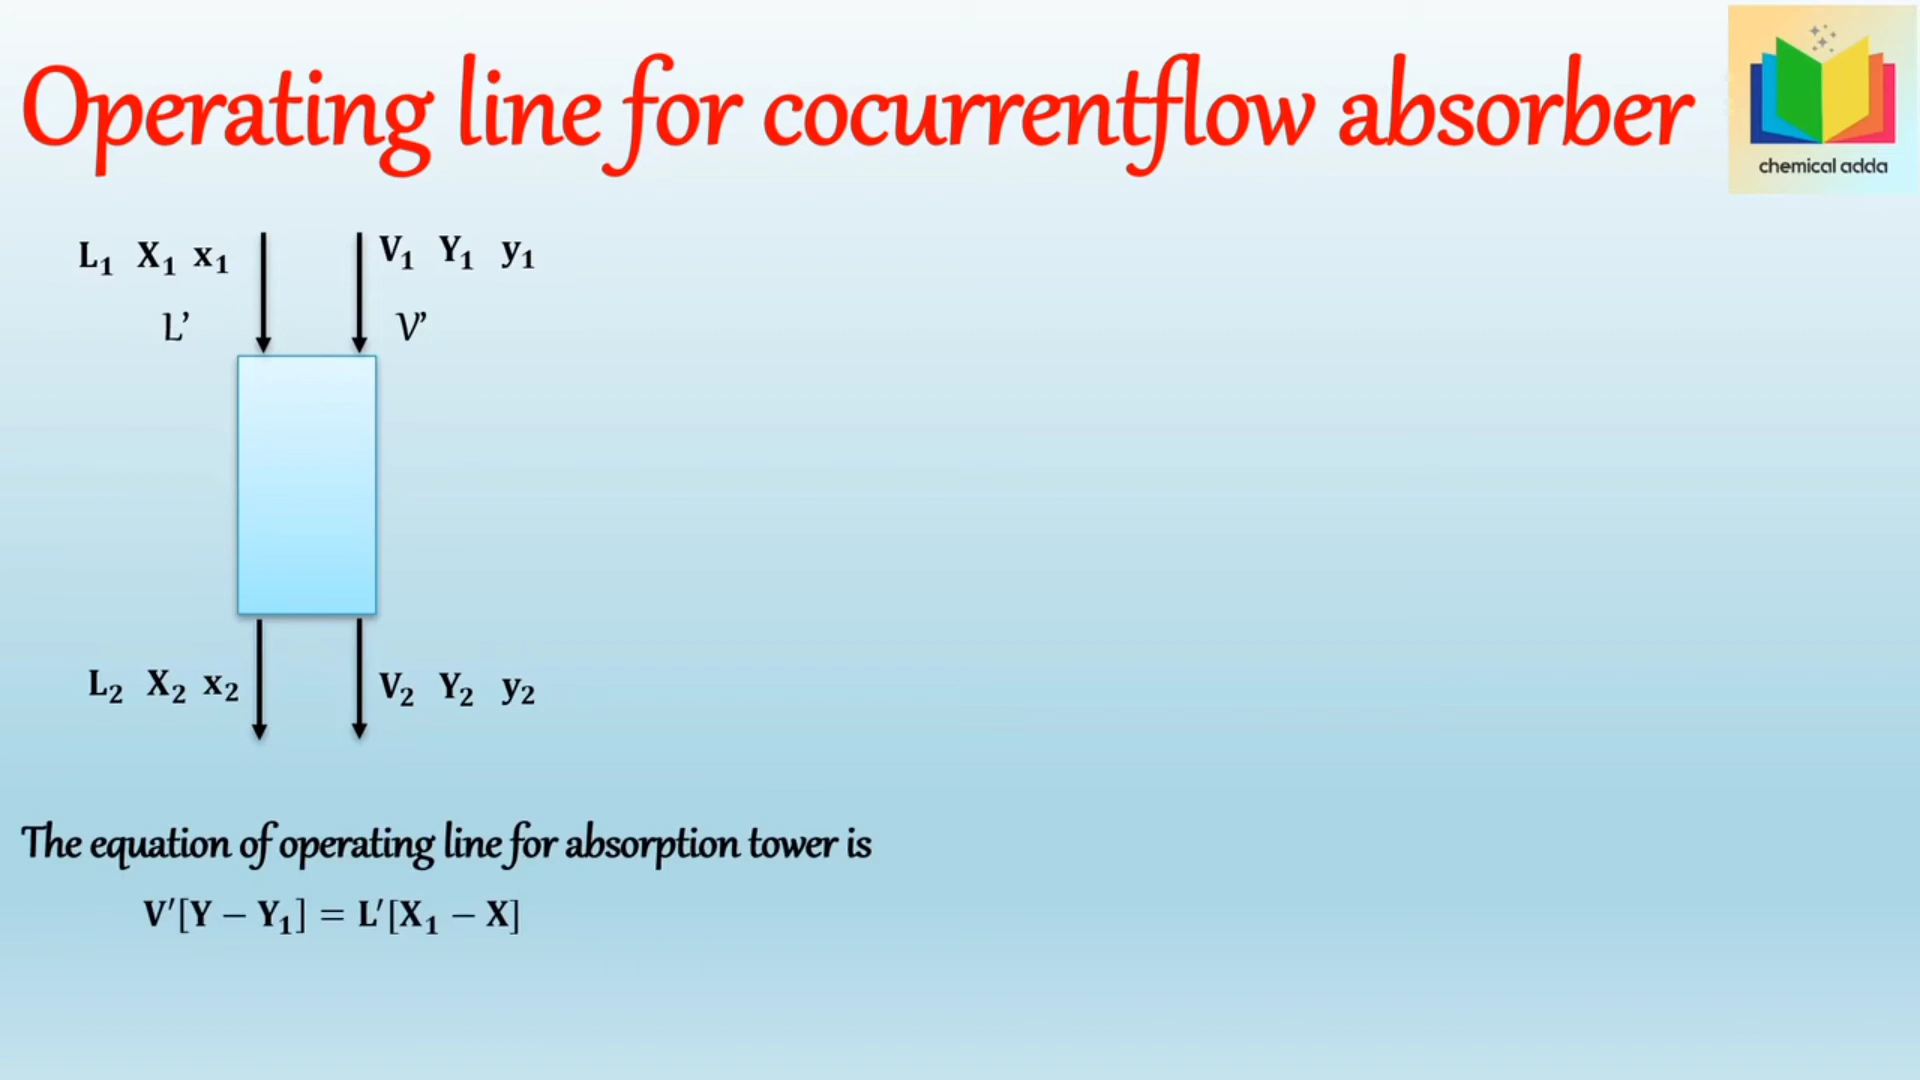 Operating line for cocurrentflow absorber
chemical adda
L₁ X₁ x₁ V₁ Y₁ y₁
L’ V’
L₂ X₂ x₂ V₂ Y₂ y₂
The equation of operating line for absorption tower is
V′[Y − Y₁] = L′[X₁ − X]